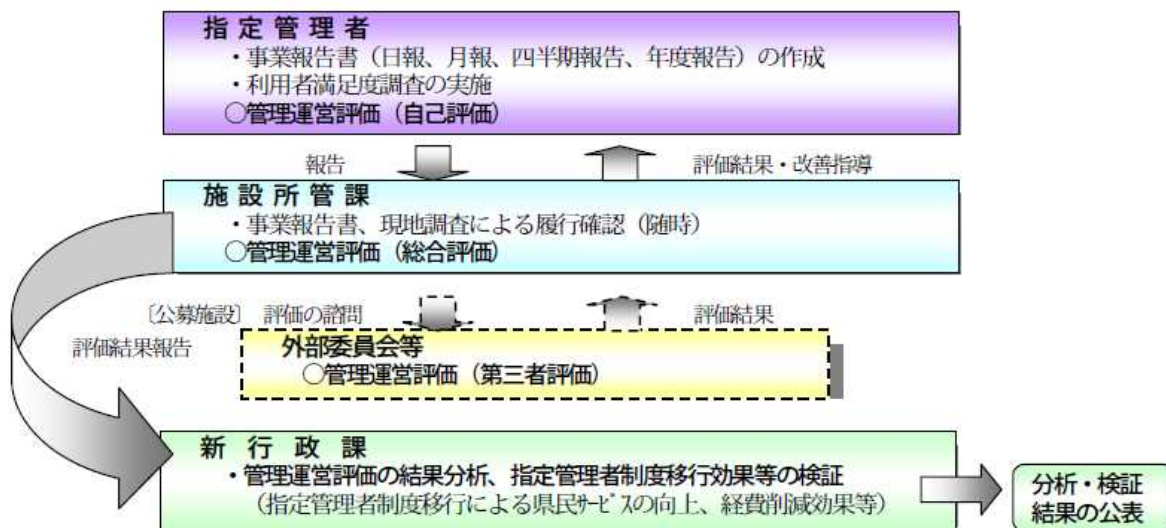 指定管理者
・事業報告書（日報、月報、四半期報告、年度報告）の作成
・利用者満足度調査の実施
○管理運営評価（自己評価）
報告
評価結果・改善指導
施設所管課
・事業報告書、現地調査による履行確認（随時）
○管理運営評価（総合評価）
〔公募施設〕 評価の諮問
評価結果
評価結果報告
外部委員会等
○管理運営評価（第三者評価）
新行政課
・管理運営評価の結果分析、指定管理者制度移行効果等の検証
（指定管理者制度移行による県民ｻｰﾋﾞｽの向上、経費削減効果等）
分析・検証
結果の公表